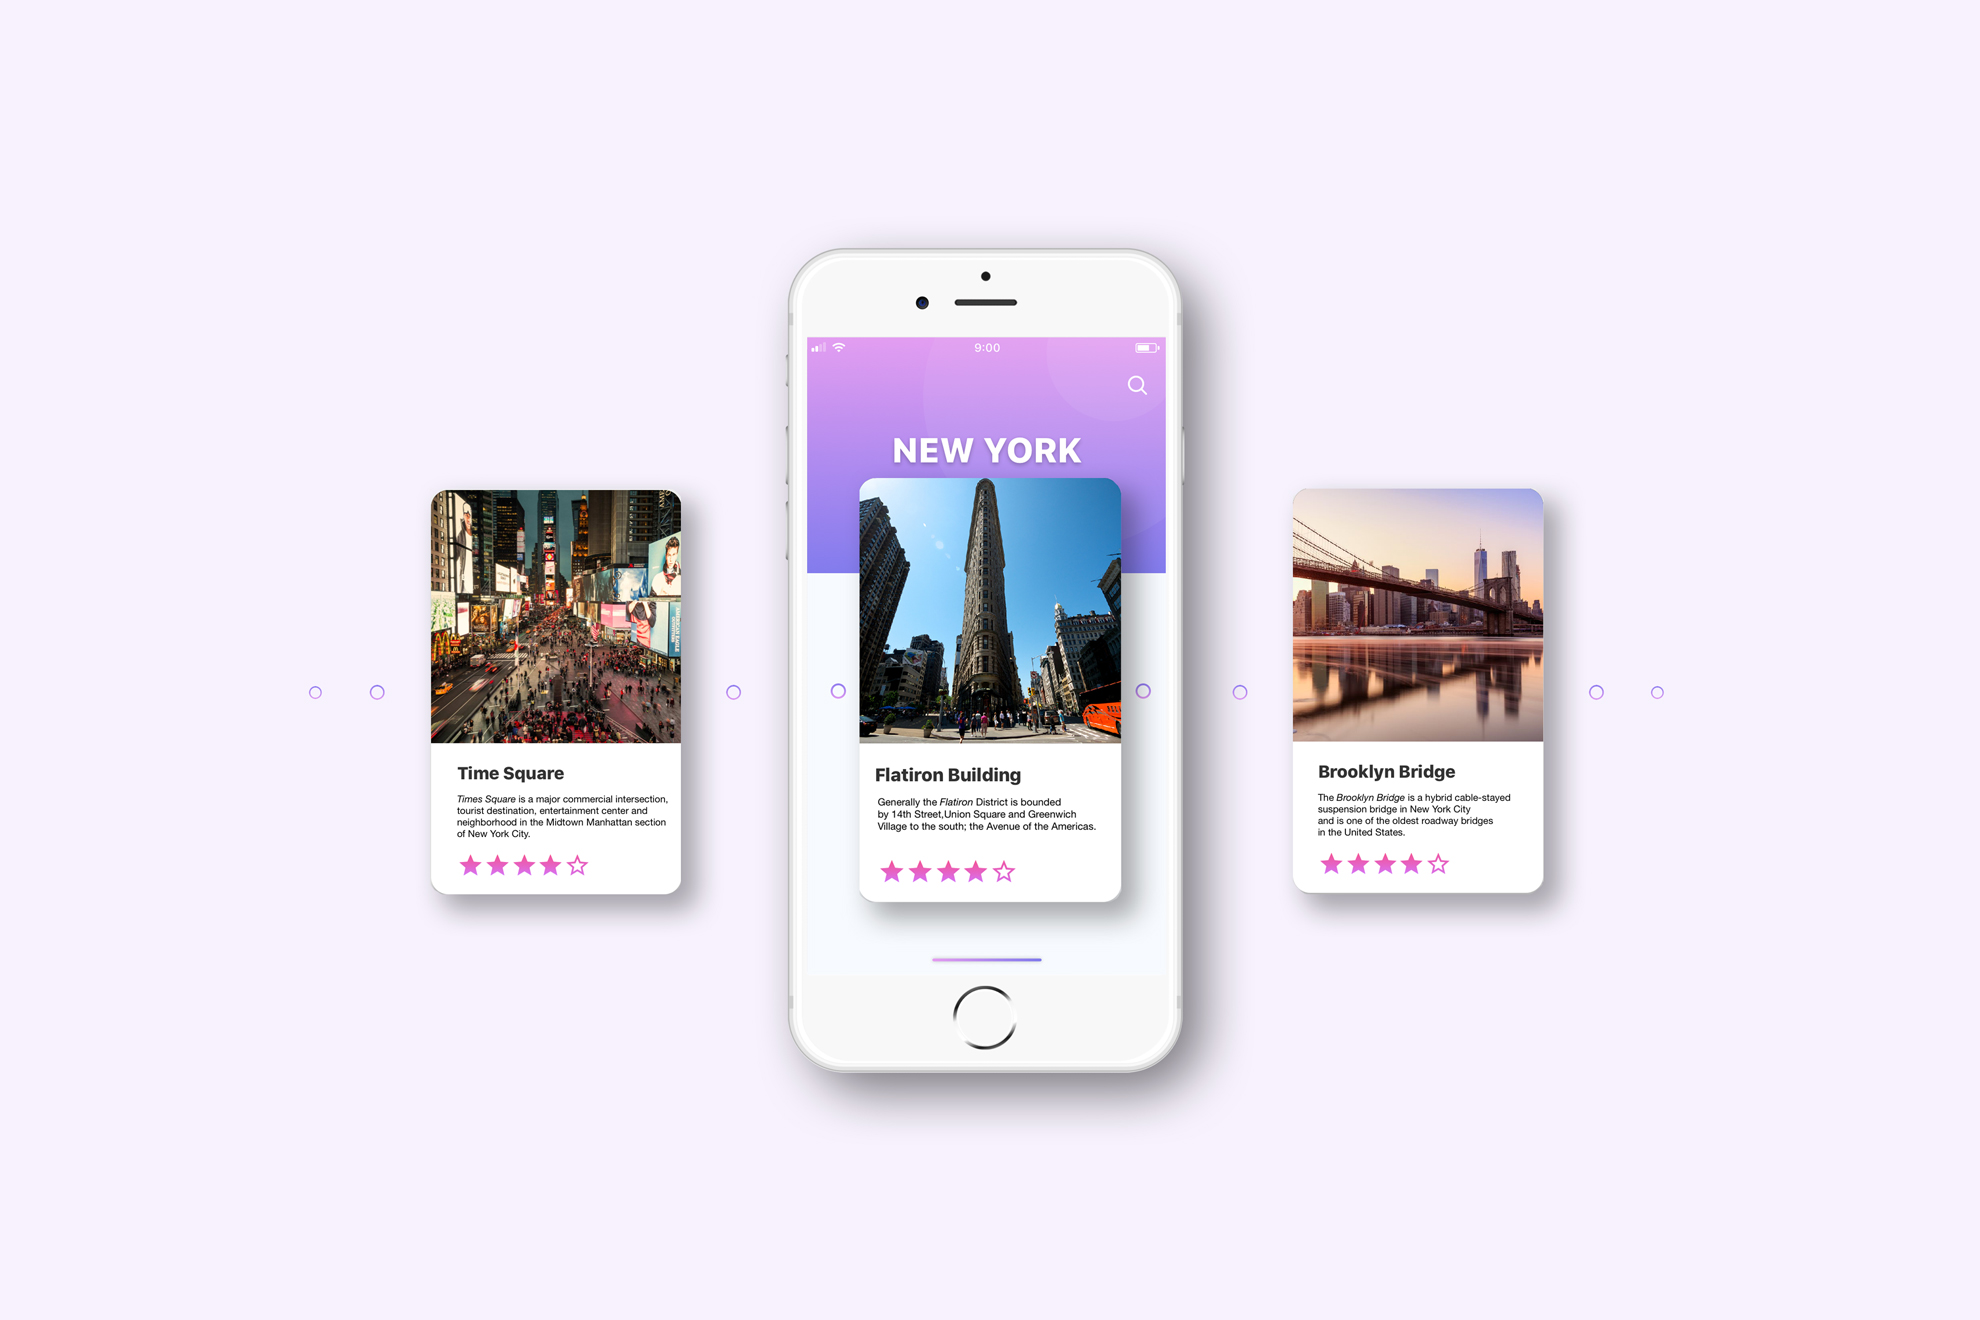 9:00
NEW YORK
Time Square
Times Square is a major commercial intersection,
tourist destination, entertainment center and
neighborhood in the Midtown Manhattan section
of New York City.
Flatiron Building
Generally the Flatiron District is bounded
by 14th Street,Union Square and Greenwich
Village to the south; the Avenue of the Americas.
Brooklyn Bridge
The Brooklyn Bridge is a hybrid cable-stayed
suspension bridge in New York City
and is one of the oldest roadway bridges
in the United States.